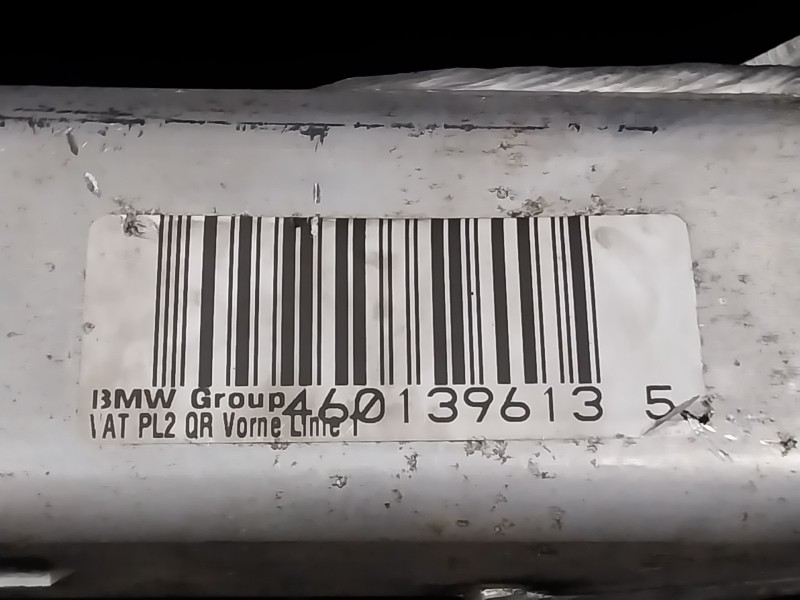 BMW Group 460139613 5
VAT PL2 QR Vorne Linie 1